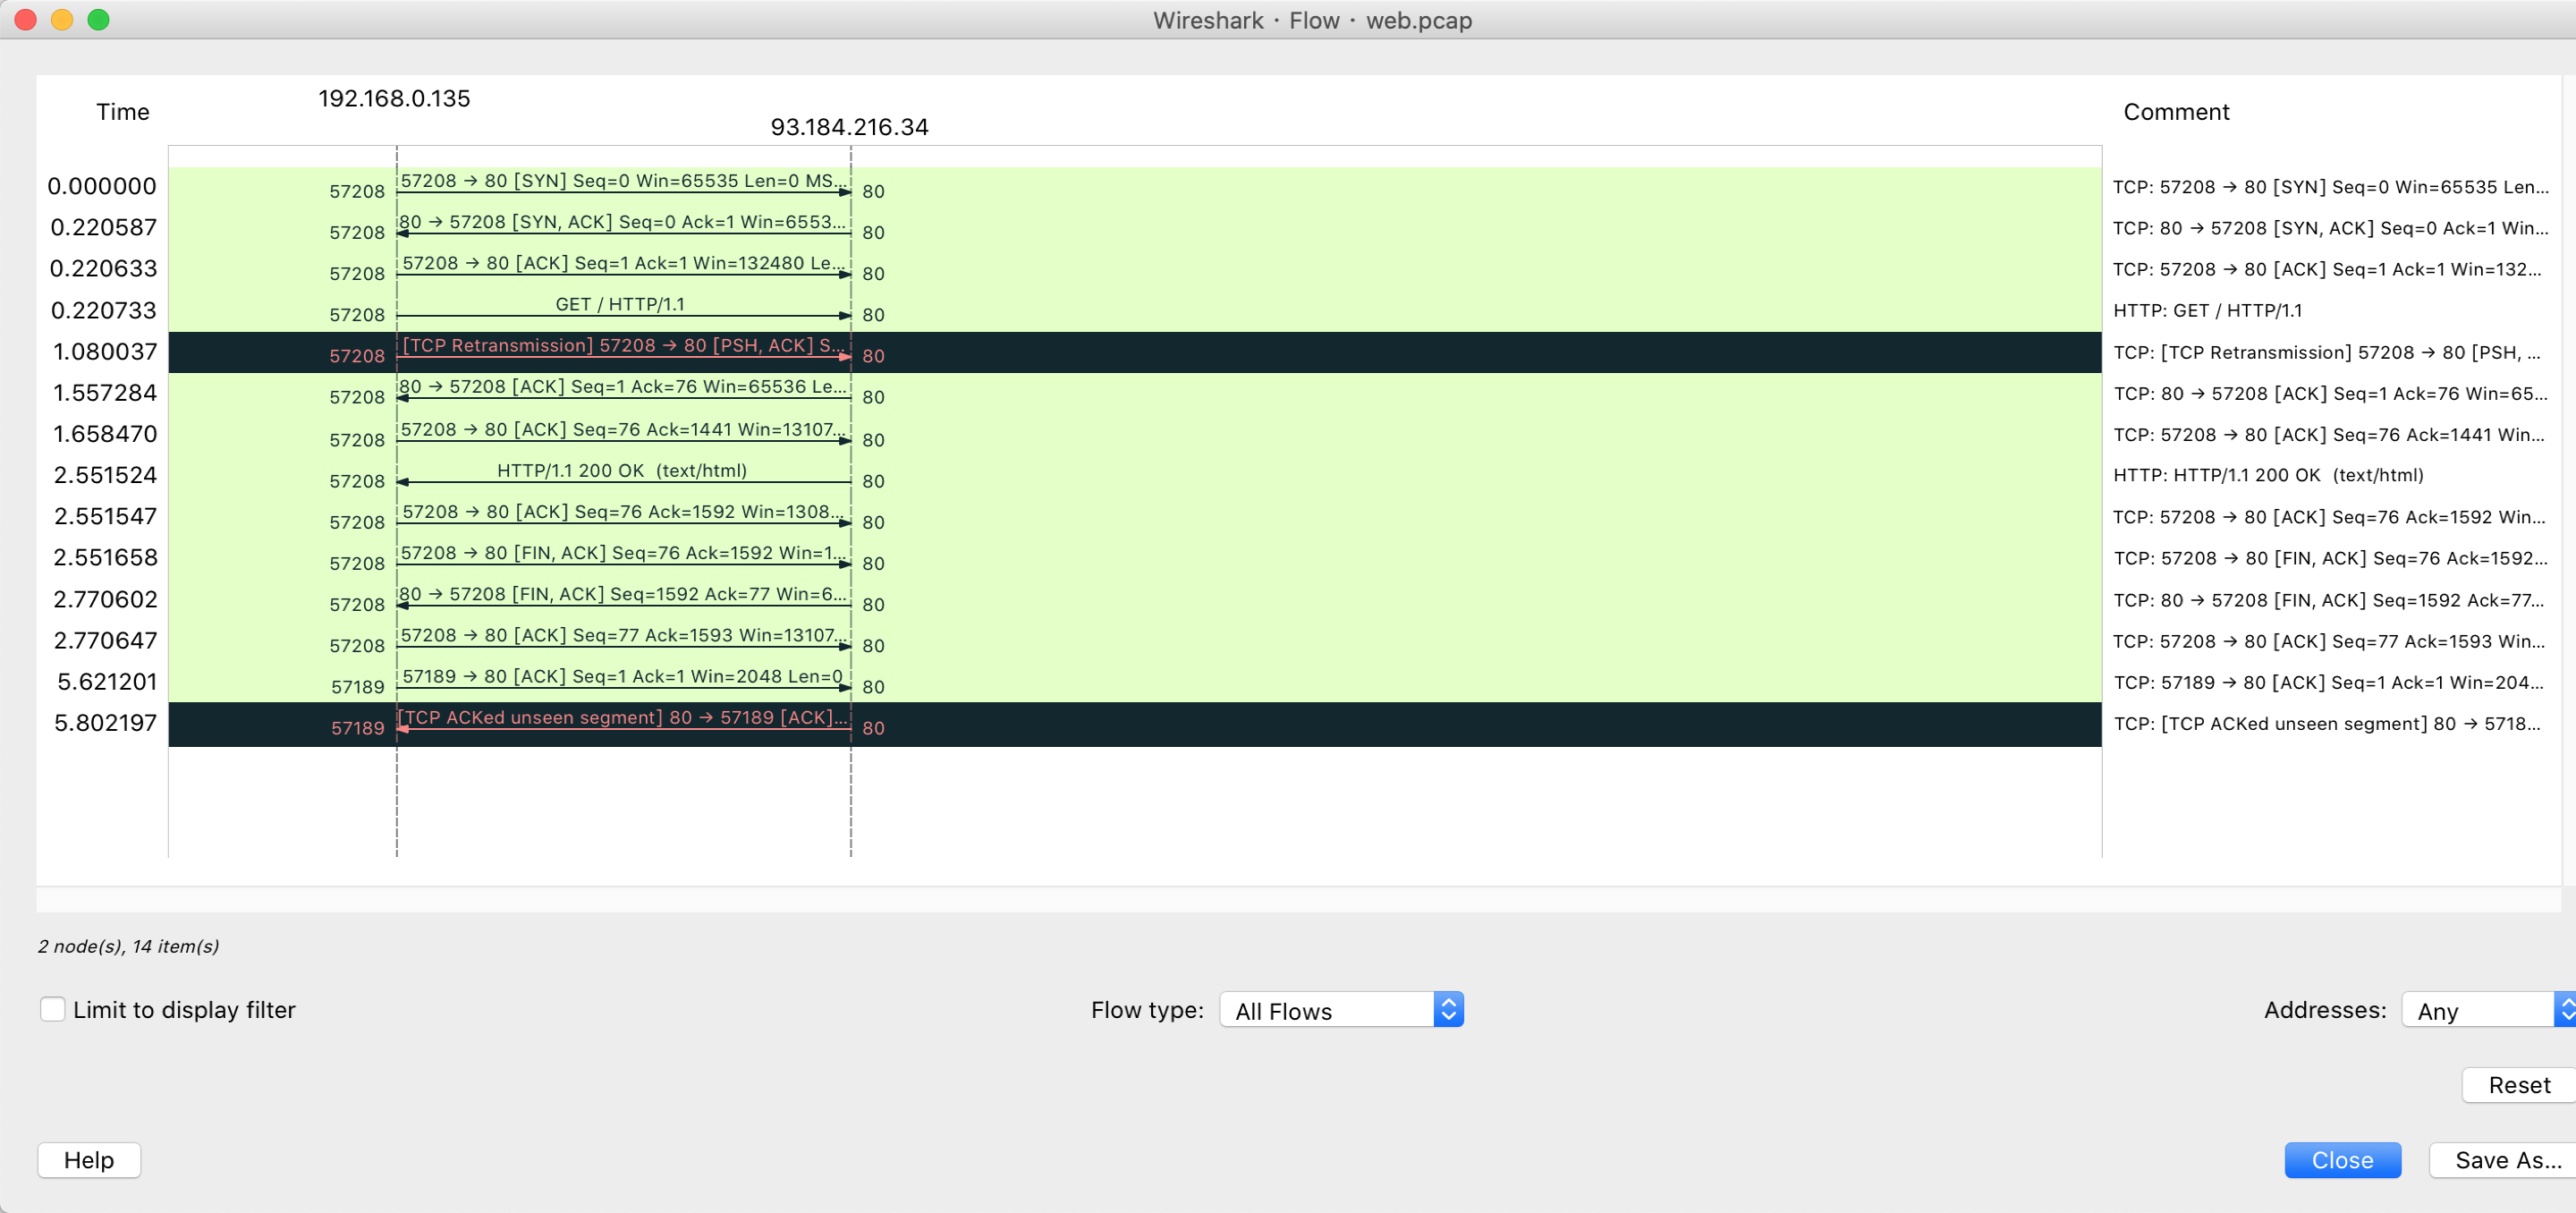 Wireshark · Flow · web.pcap
Time 192.168.0.135 93.184.216.34 Comment
0.000000 57208 57208 → 80 [SYN] Seq=0 Win=65535 Len=0 MS... 80 TCP: 57208 → 80 [SYN] Seq=0 Win=65535 Len...
0.220587 57208 80 → 57208 [SYN, ACK] Seq=0 Ack=1 Win=6553... 80 TCP: 80 → 57208 [SYN, ACK] Seq=0 Ack=1 Win...
0.220633 57208 57208 → 80 [ACK] Seq=1 Ack=1 Win=132480 Le... 80 TCP: 57208 → 80 [ACK] Seq=1 Ack=1 Win=132...
0.220733 57208 GET / HTTP/1.1 80 HTTP: GET / HTTP/1.1
1.080037 57208 [TCP Retransmission] 57208 → 80 [PSH, ACK] S... 80 TCP: [TCP Retransmission] 57208 → 80 [PSH, ...
1.557284 57208 80 → 57208 [ACK] Seq=1 Ack=76 Win=65536 Le... 80 TCP: 80 → 57208 [ACK] Seq=1 Ack=76 Win=65...
1.658470 57208 57208 → 80 [ACK] Seq=76 Ack=1441 Win=13107... 80 TCP: 57208 → 80 [ACK] Seq=76 Ack=1441 Win...
2.551524 57208 HTTP/1.1 200 OK (text/html) 80 HTTP: HTTP/1.1 200 OK (text/html)
2.551547 57208 57208 → 80 [ACK] Seq=76 Ack=1592 Win=1308... 80 TCP: 57208 → 80 [ACK] Seq=76 Ack=1592 Win...
2.551658 57208 57208 → 80 [FIN, ACK] Seq=76 Ack=1592 Win=1... 80 TCP: 57208 → 80 [FIN, ACK] Seq=76 Ack=1592...
2.770602 57208 80 → 57208 [FIN, ACK] Seq=1592 Ack=77 Win=6... 80 TCP: 80 → 57208 [FIN, ACK] Seq=1592 Ack=77...
2.770647 57208 57208 → 80 [ACK] Seq=77 Ack=1593 Win=13107... 80 TCP: 57208 → 80 [ACK] Seq=77 Ack=1593 Win...
5.621201 57189 57189 → 80 [ACK] Seq=1 Ack=1 Win=2048 Len=0 80 TCP: 57189 → 80 [ACK] Seq=1 Ack=1 Win=204...
5.802197 57189 [TCP ACKed unseen segment] 80 → 57189 [ACK]... 80 TCP: [TCP ACKed unseen segment] 80 → 5718...
2 node(s), 14 item(s)
Limit to display filter Flow type: All Flows Addresses: Any
Reset
Help Close Save As...